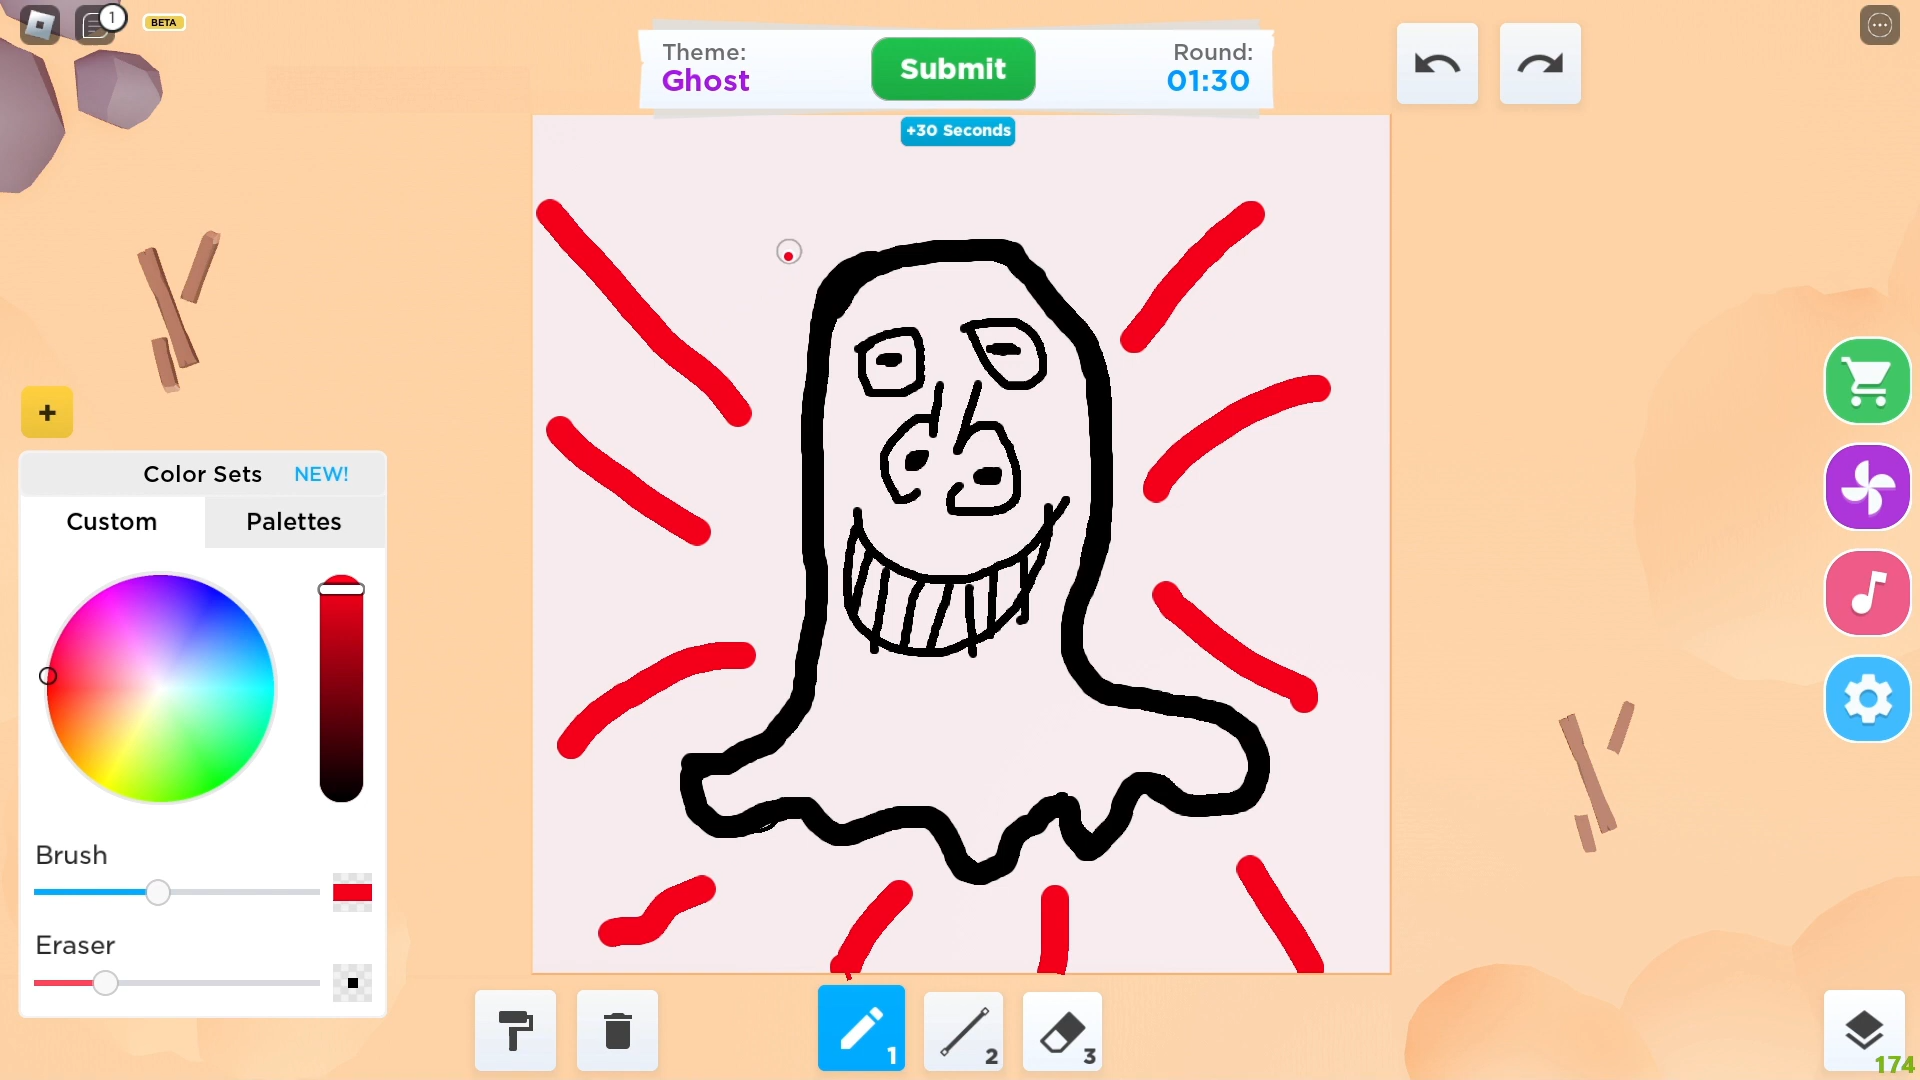 1
BETA
Theme:
Ghost
Submit
Round:
01:30
+30 Seconds
+
Color Sets NEW!
Custom
Palettes
Brush
Eraser
1
2
3
174